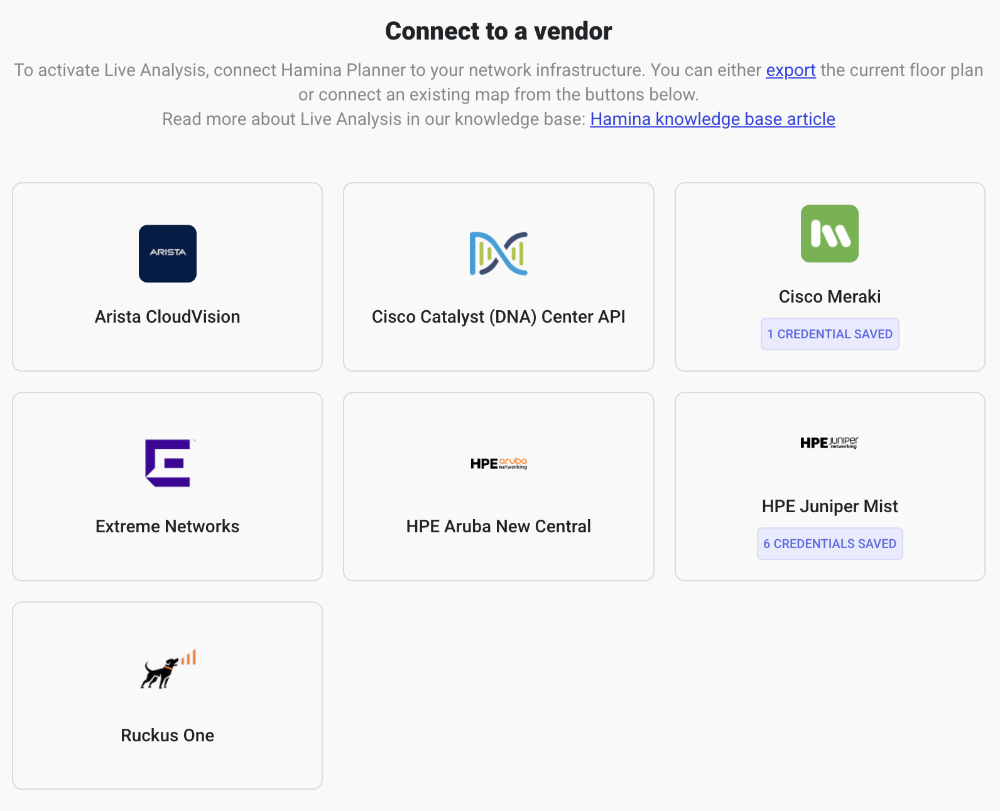 Connect to a vendor
To activate Live Analysis, connect Hamina Planner to your network infrastructure. You can either export the current floor plan
or connect an existing map from the buttons below.
Read more about Live Analysis in our knowledge base: Hamina knowledge base article
ARISTA
Arista CloudVision
Cisco Catalyst (DNA) Center API
Cisco Meraki
1 CREDENTIAL SAVED
TM
Extreme Networks
HPE aruba
networking
HPE Aruba New Central
HPE juniper
networking
HPE Juniper Mist
6 CREDENTIALS SAVED
Ruckus One